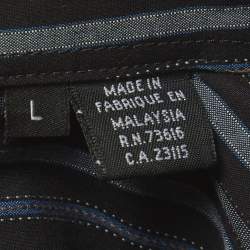 L
MADE IN
FABRIQUE EN
MALAYSIA
R.N. 73616
C.A. 23115